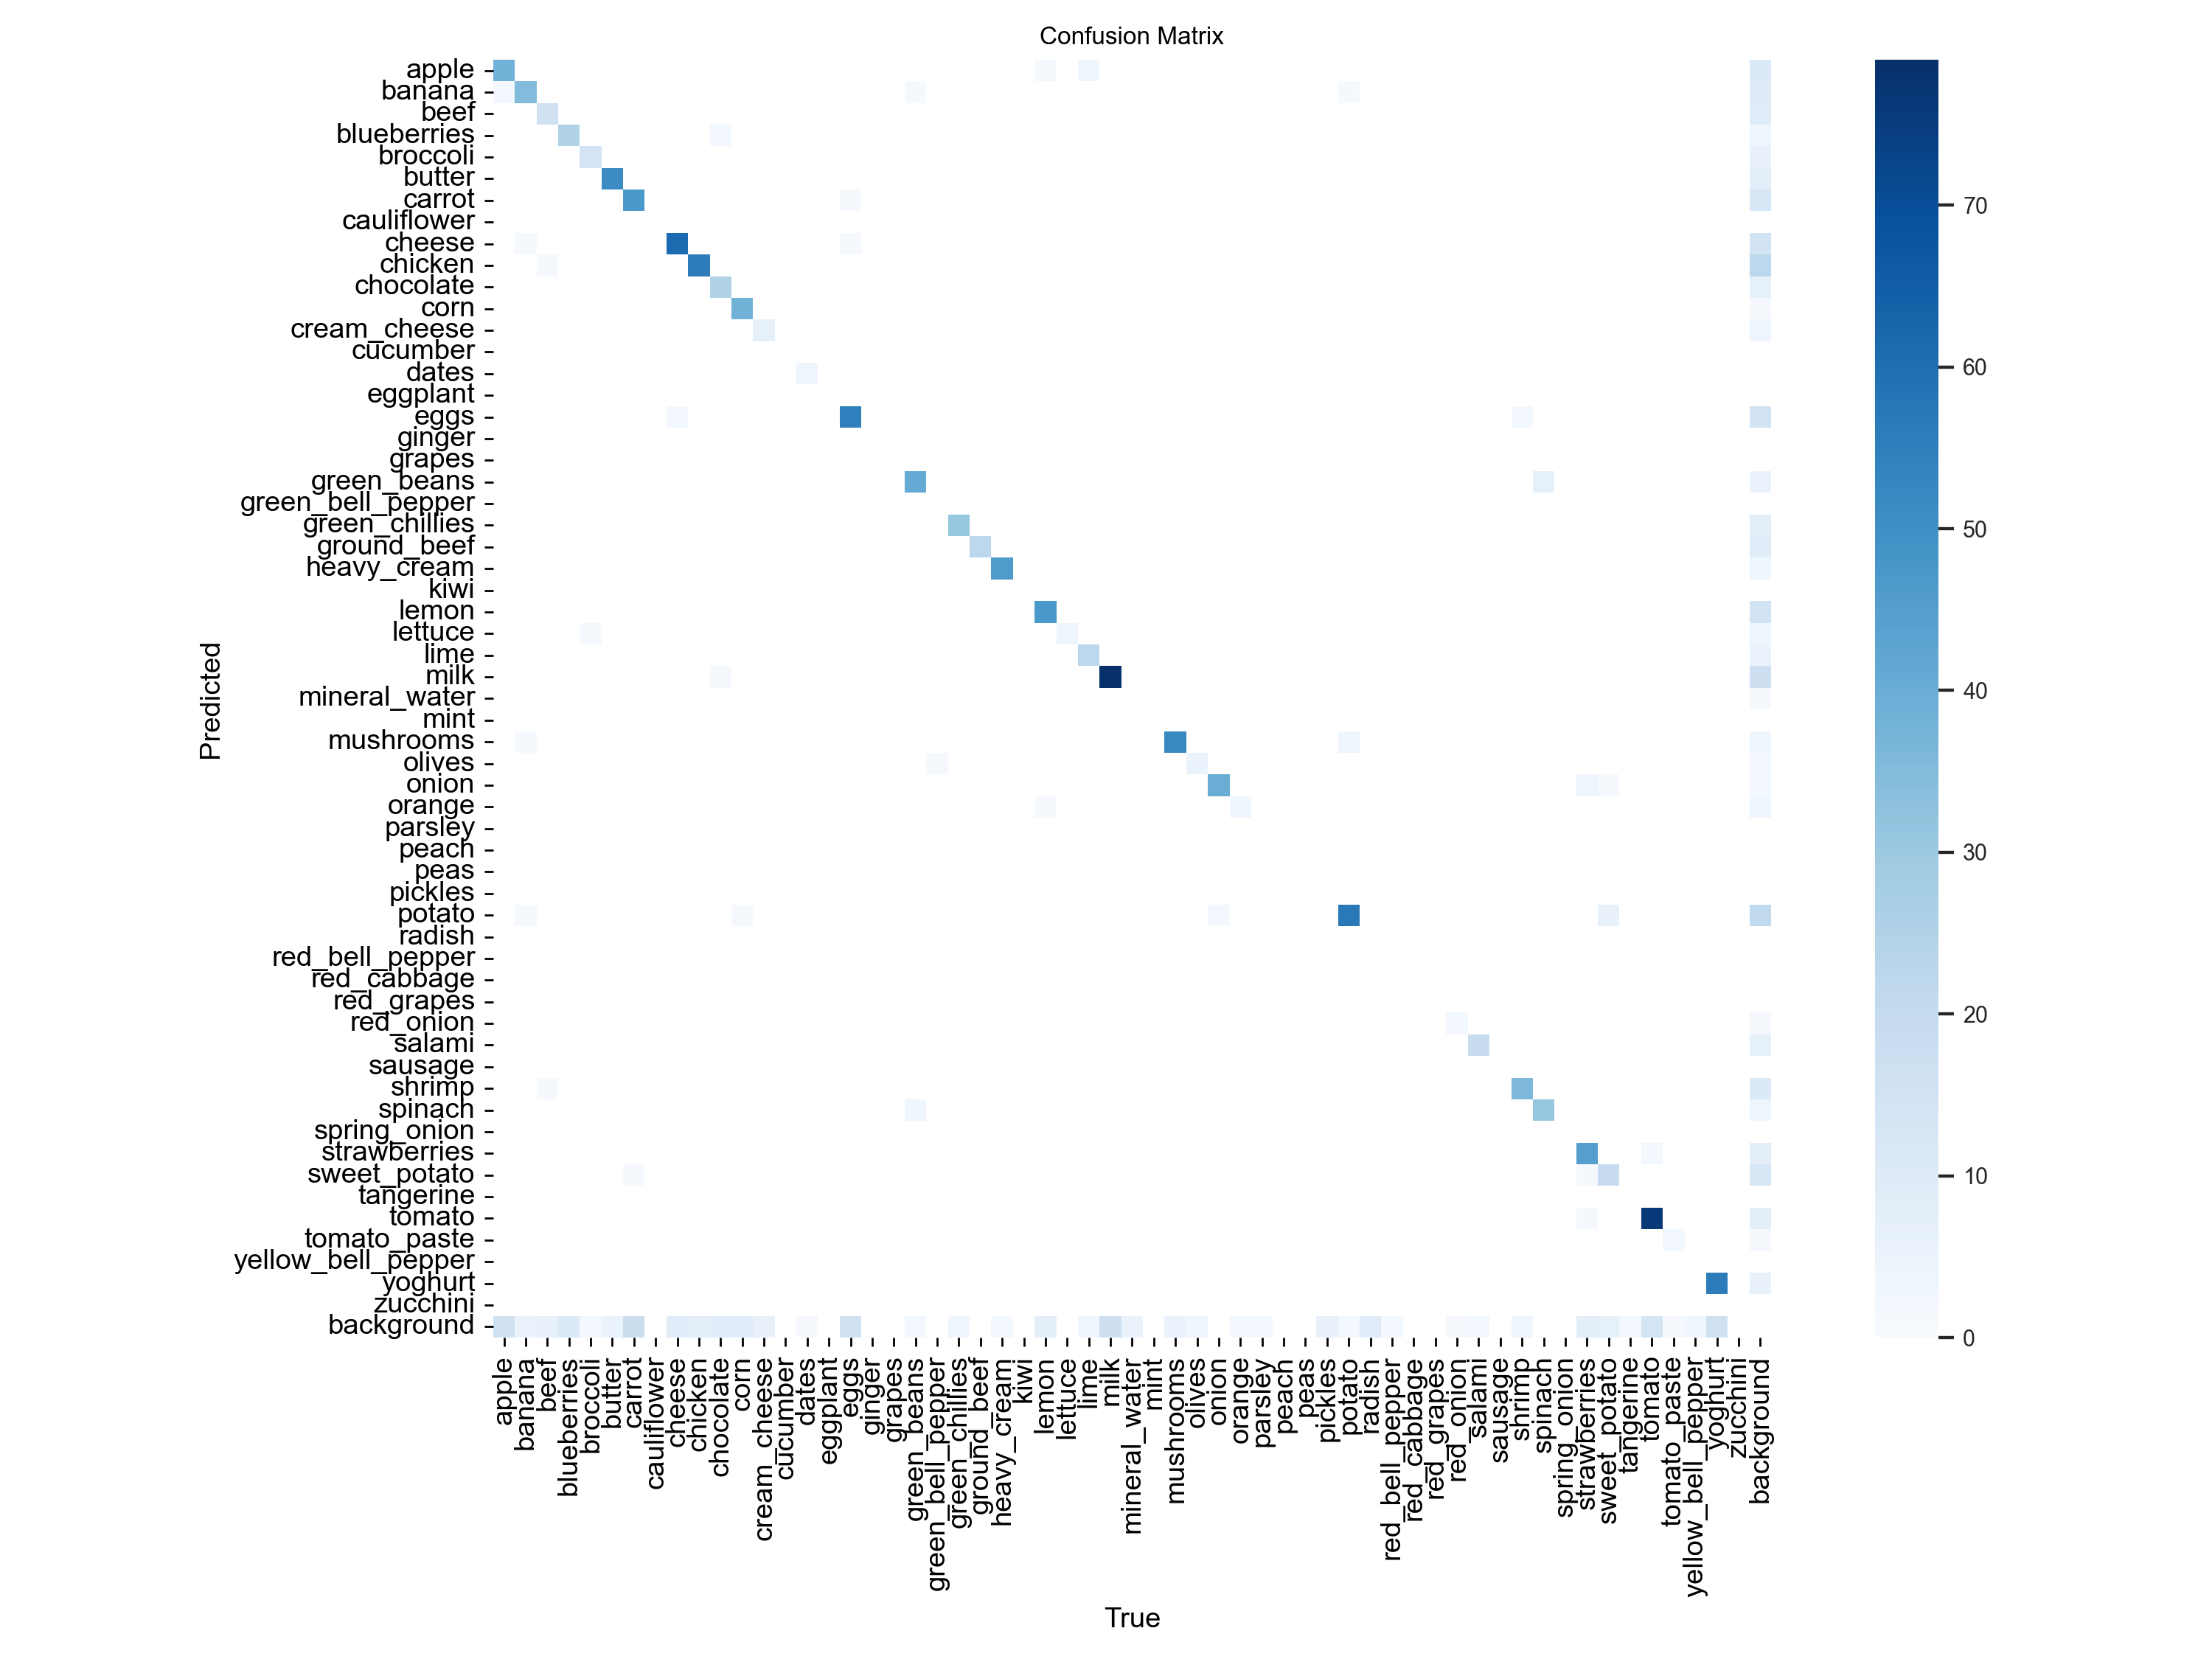 Confusion Matrix
Predicted
apple
banana
beef
blueberries
broccoli
butter
carrot
cauliflower
cheese
chicken
chocolate
corn
cream_cheese
cucumber
dates
eggplant
eggs
ginger
grapes
green_beans
green_bell_pepper
green_chillies
ground_beef
heavy_cream
kiwi
lemon
lettuce
lime
milk
mineral_water
mint
mushrooms
olives
onion
orange
parsley
peach
peas
pickles
potato
radish
red_bell_pepper
red_cabbage
red_grapes
red_onion
salami
sausage
shrimp
spinach
spring_onion
strawberries
sweet_potato
tangerine
tomato
tomato_paste
yellow_bell_pepper
yoghurt
zucchini
background
apple
banana
beef
blueberries
broccoli
butter
carrot
cauliflower
cheese
chicken
chocolate
corn
cream_cheese
cucumber
dates
eggplant
eggs
ginger
grapes
green_beans
green_bell_pepper
green_chillies
ground_beef
heavy_cream
kiwi
lemon
lettuce
lime
milk
mineral_water
mint
mushrooms
olives
onion
orange
parsley
peach
peas
pickles
potato
radish
red_bell_pepper
red_cabbage
red_grapes
red_onion
salami
sausage
shrimp
spinach
spring_onion
strawberries
sweet_potato
tangerine
tomato
tomato_paste
yellow_bell_pepper
yoghurt
zucchini
background
True
70
60
50
40
30
20
10
0